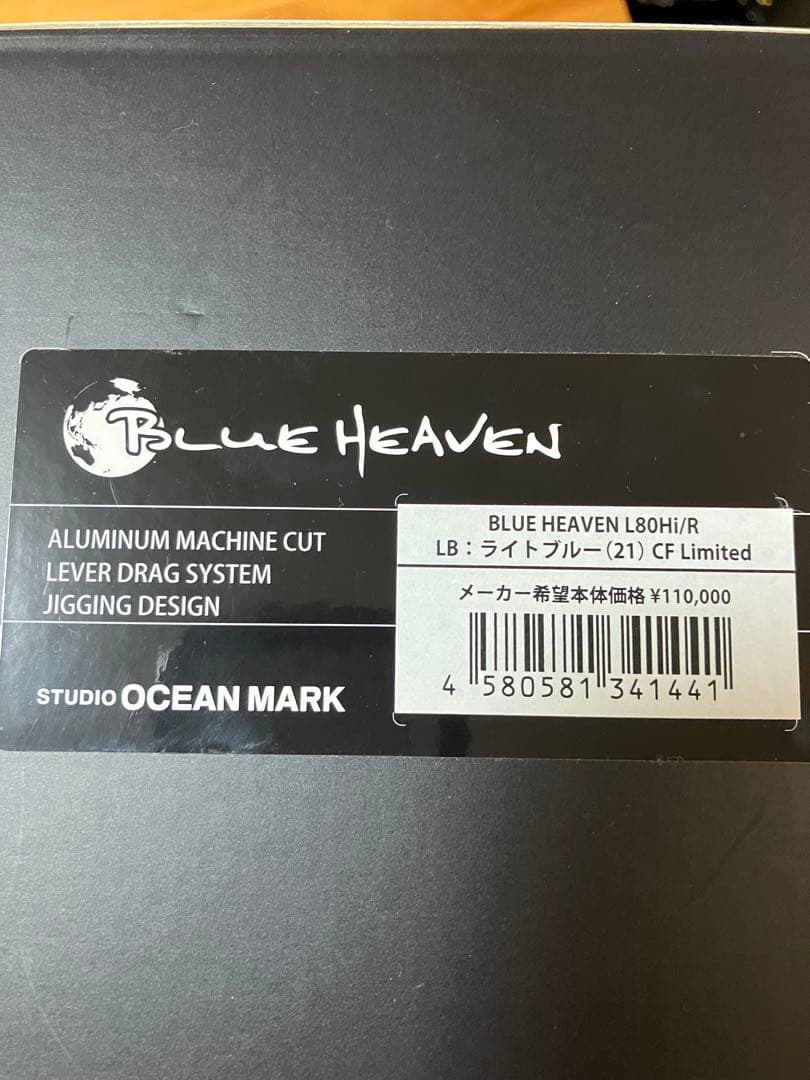 BLUE HEAVEN
ALUMINUM MACHINE CUT
LEVER DRAG SYSTEM
JIGGING DESIGN
STUDIO OCEAN MARK
BLUE HEAVEN L80Hi/R
LB：ライトブルー(21) CF Limited
メーカー希望本体価格 ¥110,000
4 580581 341441